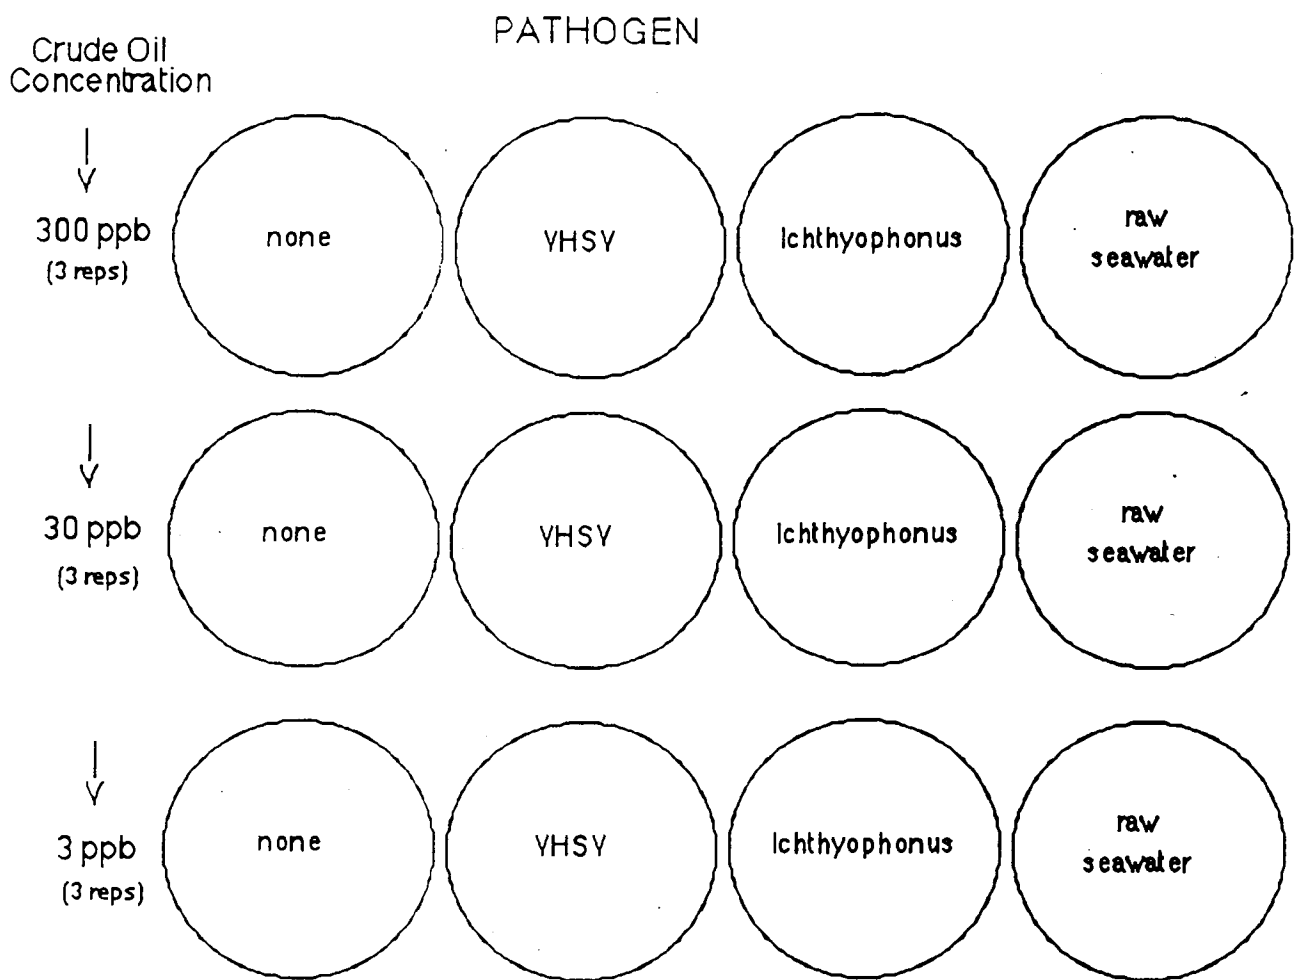 PATHOGEN
Crude Oil
Concentration
300 ppb
(3 reps)
none
VHSV
Ichthyophonus
raw
seawater
30 ppb
(3 reps)
none
VHSV
Ichthyophonus
raw
seawater
3 ppb
(3 reps)
none
VHSV
Ichthyophonus
raw
seawater